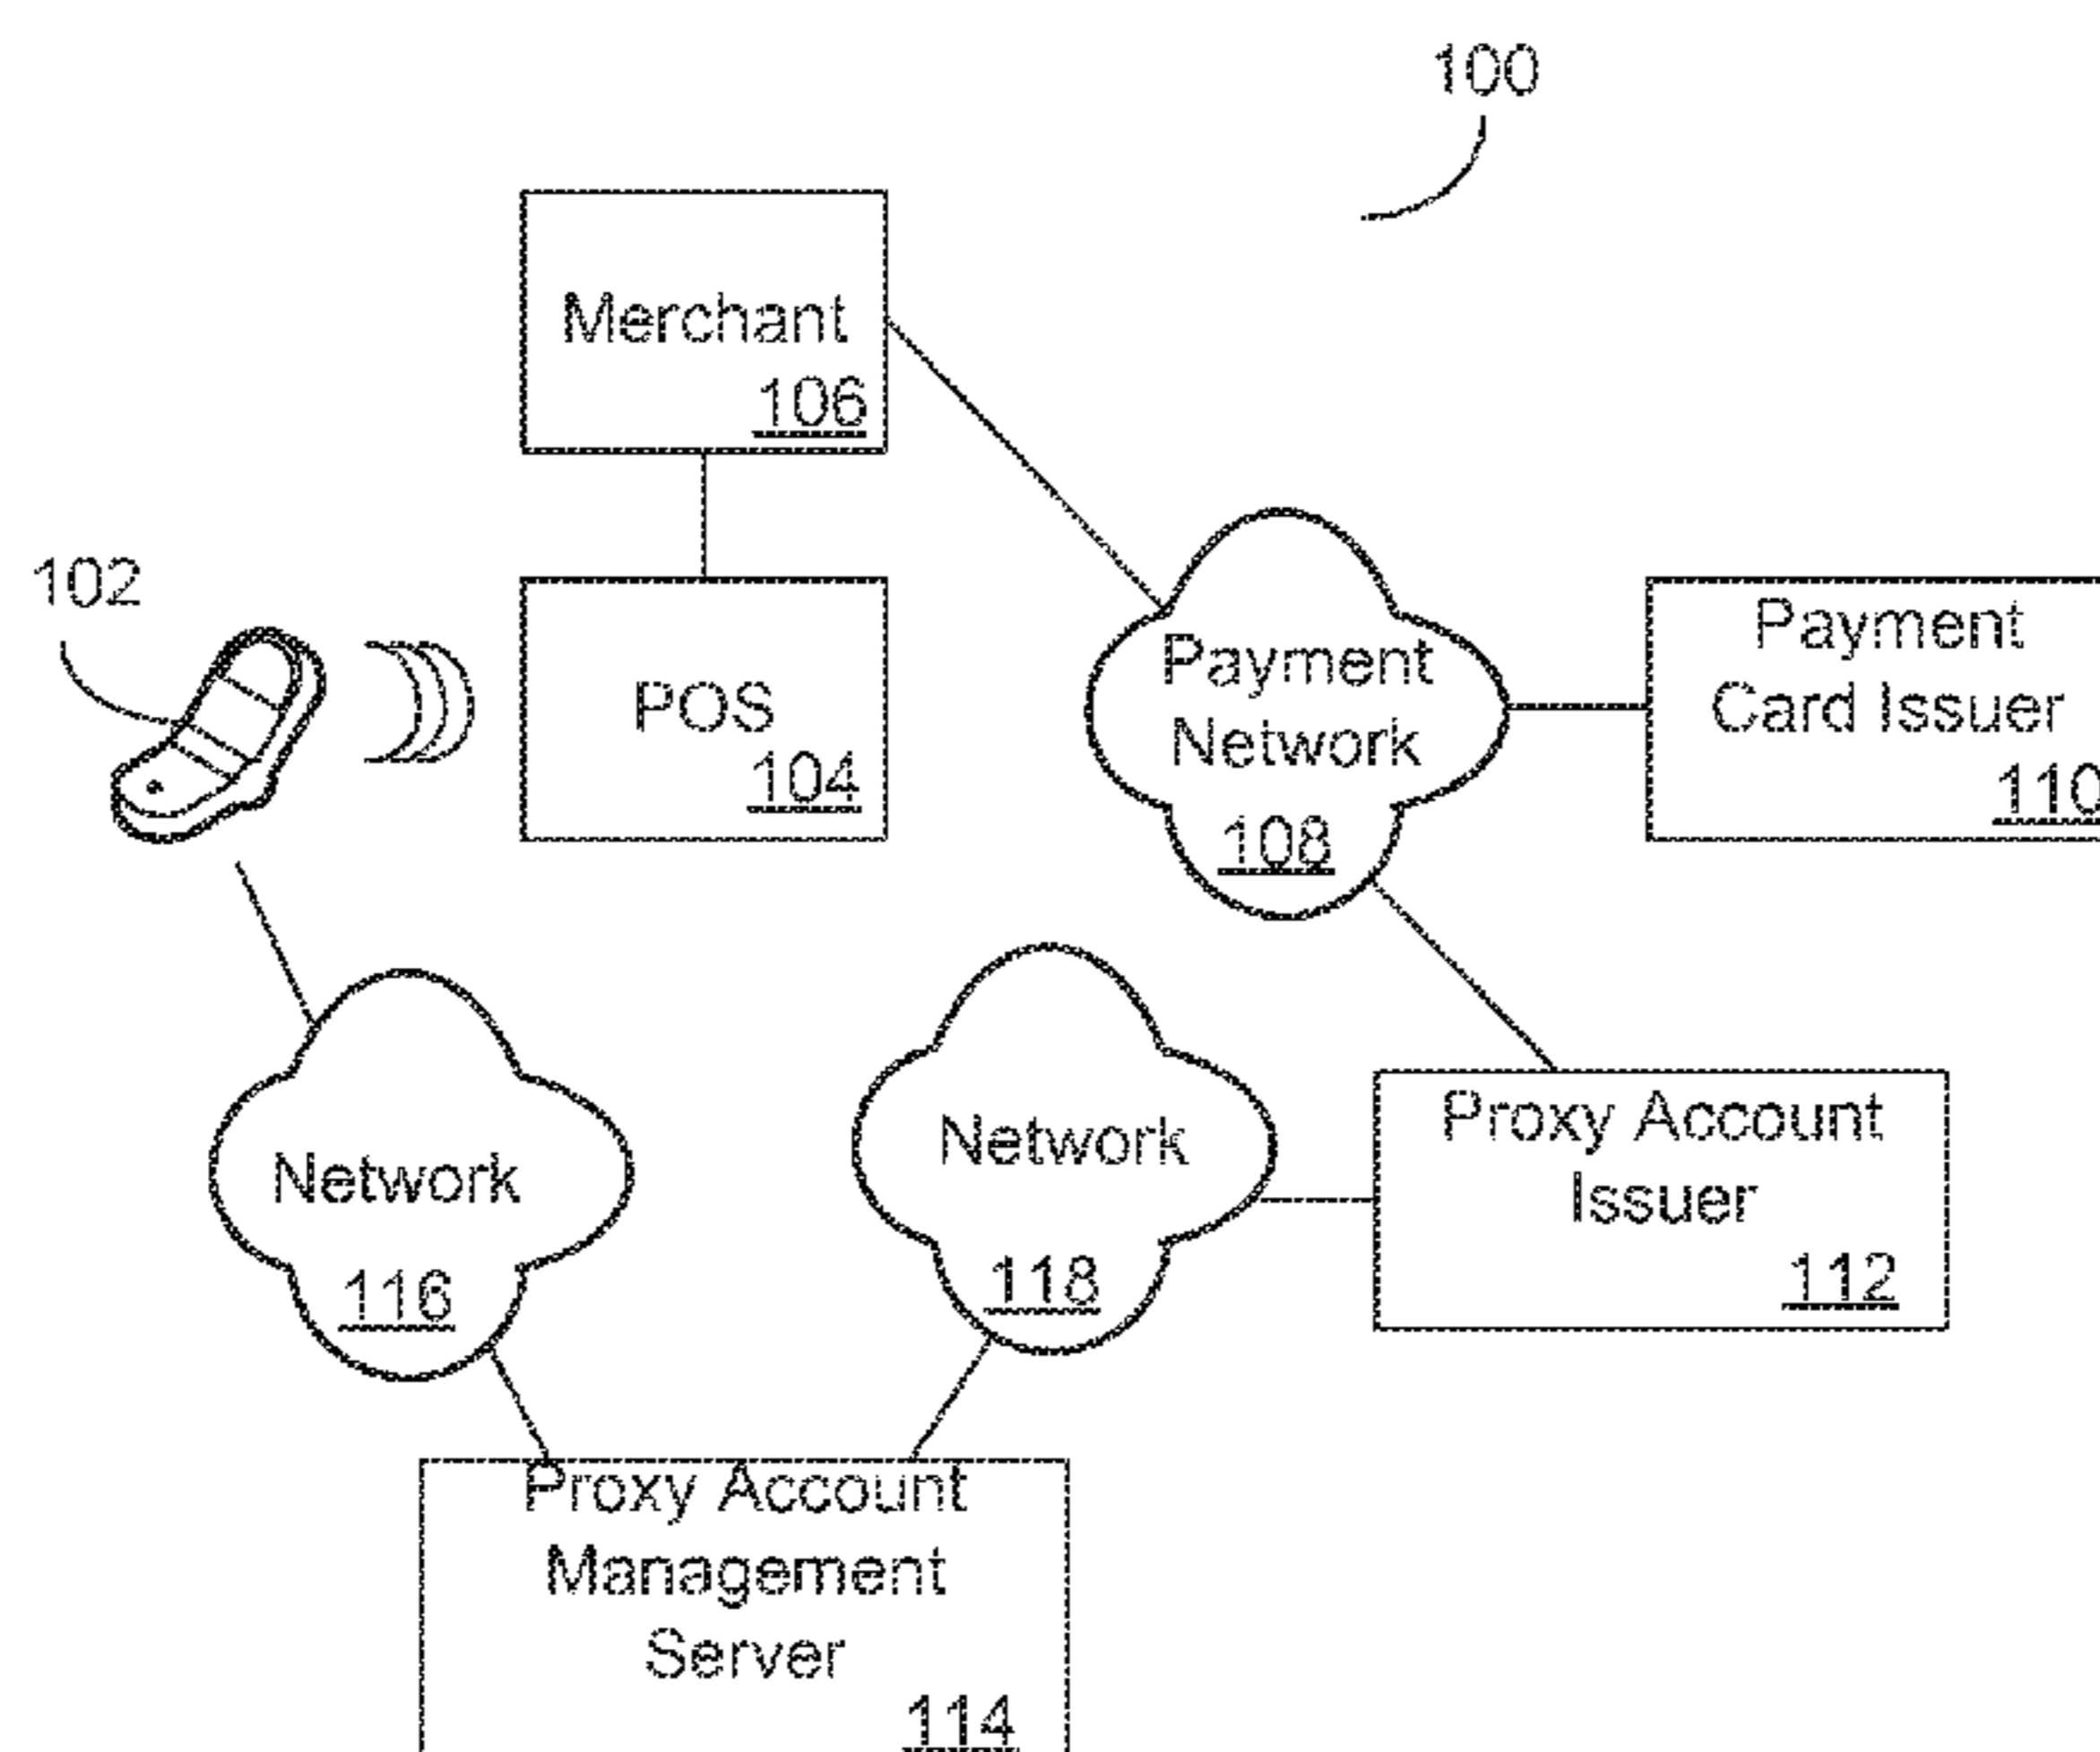 100
Merchant
106
102
POS
104
Payment
Network
108
Payment
Card Issuer
110
Network
116
Network
118
Proxy Account
Issuer
112
Proxy Account
Management
Server
114